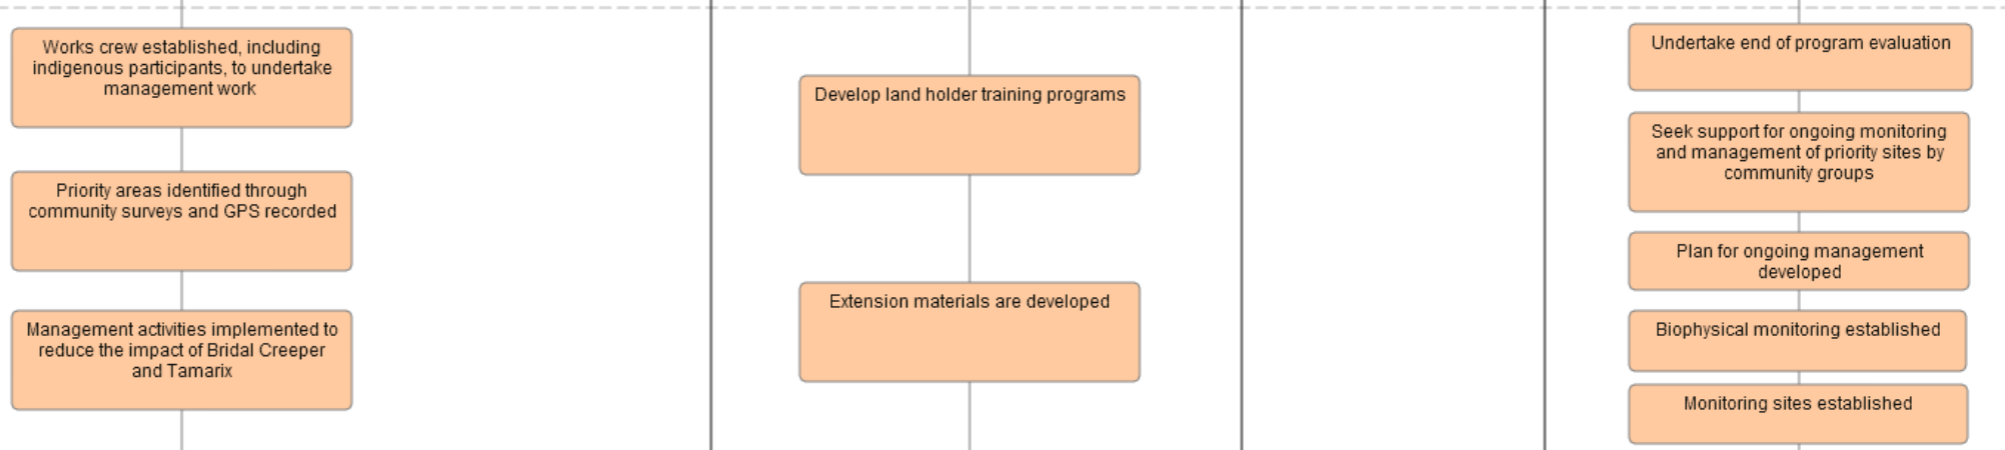 Works crew established, including
indigenous participants, to undertake
management work
Priority areas identified through
community surveys and GPS recorded
Management activities implemented to
reduce the impact of Bridal Creeper
and Tamarix
Develop land holder training programs
Extension materials are developed
Undertake end of program evaluation
Seek support for ongoing monitoring
and management of priority sites by
community groups
Plan for ongoing management
developed
Biophysical monitoring established
Monitoring sites established